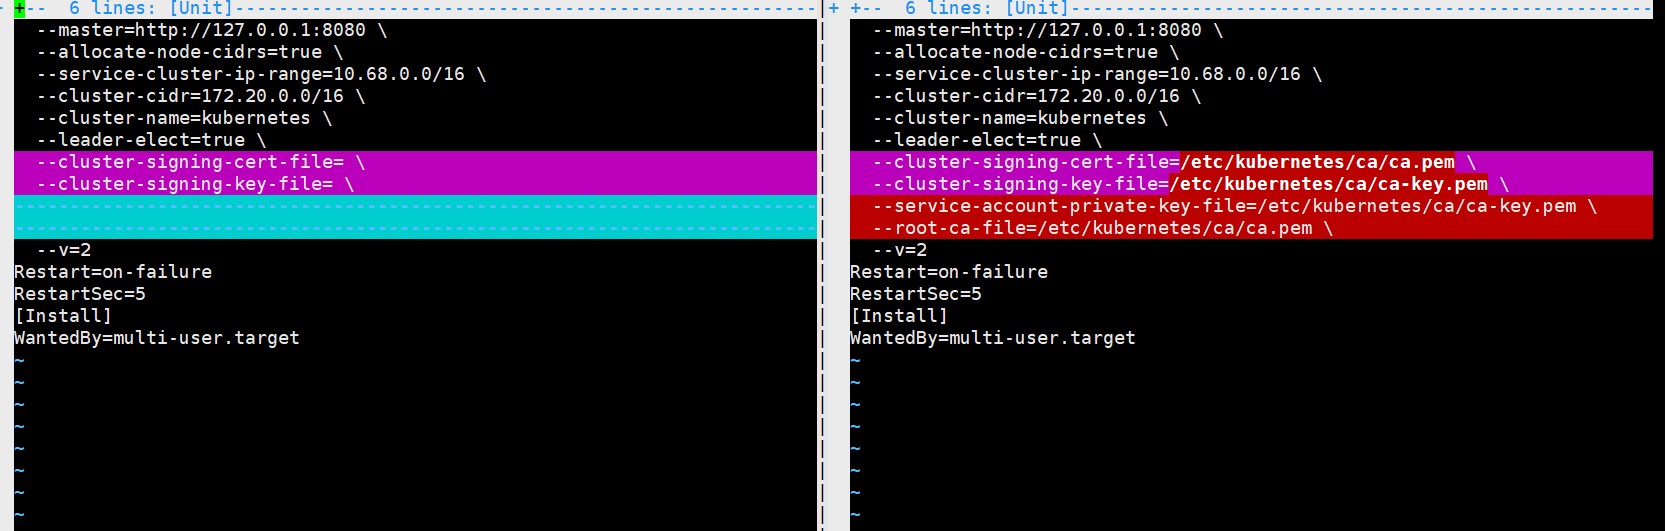 +-- 6 lines: [Unit]------------------------------------------------------
--master=http://127.0.0.1:8080 \
--allocate-node-cidrs=true \
--service-cluster-ip-range=10.68.0.0/16 \
--cluster-cidr=172.20.0.0/16 \
--cluster-name=kubernetes \
--leader-elect=true \
--cluster-signing-cert-file= \
--cluster-signing-key-file= \
-------------------------------------------------------------------------
-------------------------------------------------------------------------
--v=2
Restart=on-failure
RestartSec=5
[Install]
WantedBy=multi-user.target
~
~
~
~
~
~
~
~
+ +-- 6 lines: [Unit]-----------------------------------------------------
--master=http://127.0.0.1:8080 \
--allocate-node-cidrs=true \
--service-cluster-ip-range=10.68.0.0/16 \
--cluster-cidr=172.20.0.0/16 \
--cluster-name=kubernetes \
--leader-elect=true \
--cluster-signing-cert-file=/etc/kubernetes/ca/ca.pem \
--cluster-signing-key-file=/etc/kubernetes/ca/ca-key.pem \
--service-account-private-key-file=/etc/kubernetes/ca/ca-key.pem \
--root-ca-file=/etc/kubernetes/ca/ca.pem \
--v=2
Restart=on-failure
RestartSec=5
[Install]
WantedBy=multi-user.target
~
~
~
~
~
~
~
~